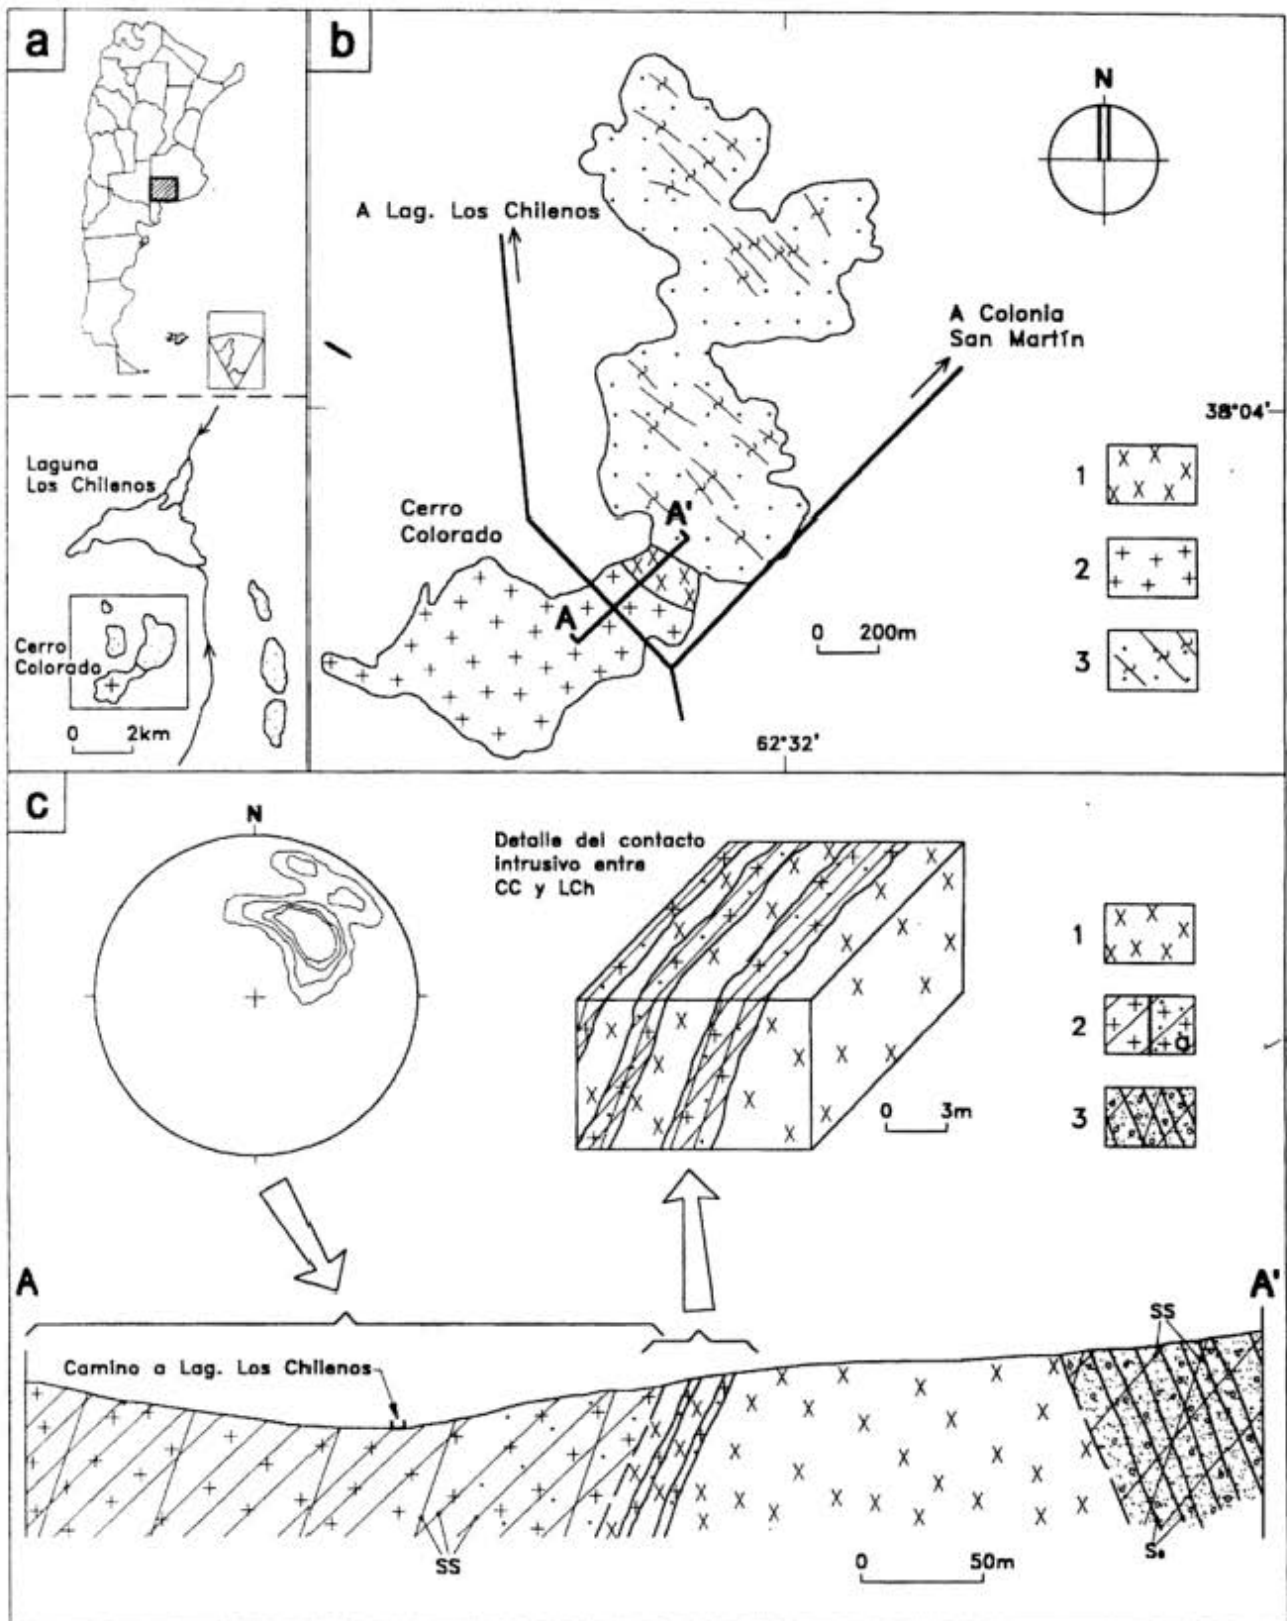 a
Laguna
Los Chilenos
Cerro
Colorado
0 2km
b
N
A Lag. Los Chilenos
A Colonia
San Martín
38°04'
Cerro
Colorado
A'
A
0 200m
62°32'
1
2
3
c
N
Detalle del contacto
intrusivo entre
CC y LCh
0 3m
1
2
a
3
A
A'
Camino a Lag. Los Chilenos
SS
SS
S₀
0 50m